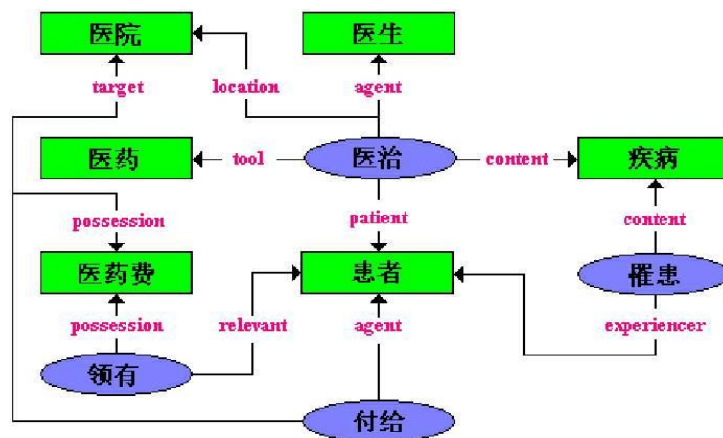 医院
医生
target
location
agent
医药
tool
医治
content
疾病
possession
patient
content
医药费
患者
罹患
possession
relevant
agent
experiencer
领有
付给